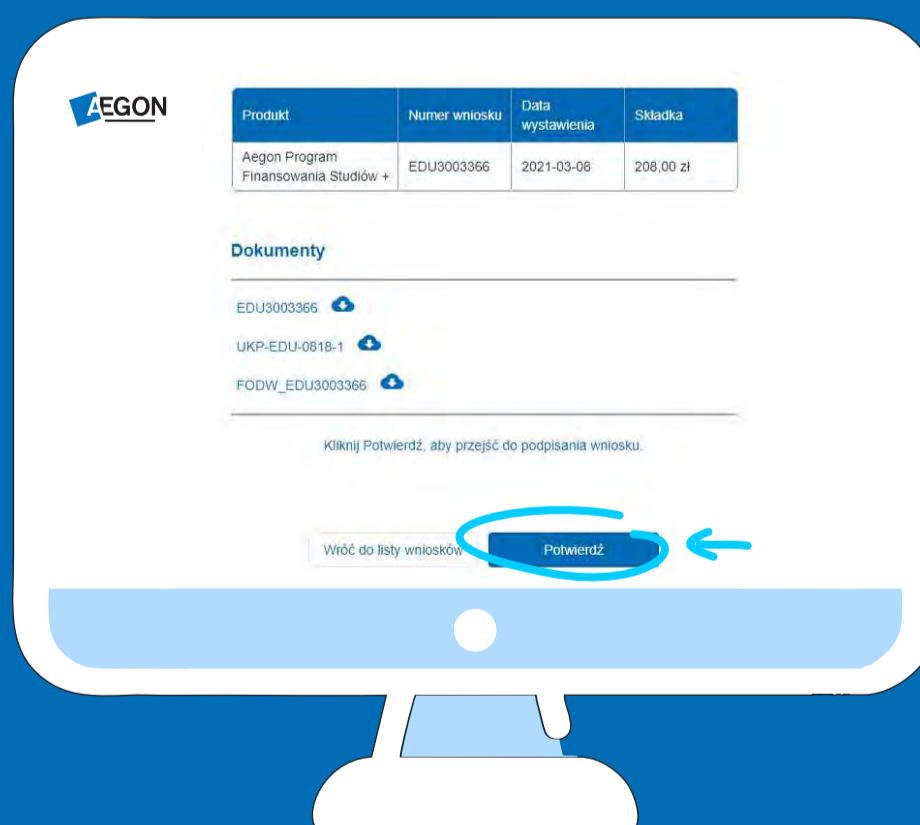 AEGON
Produkt Numer wniosku Data wystawienia Składka
Aegon Program Finansowania Studiów + EDU3003366 2021-03-08 208,00 zł
Dokumenty
EDU3003366
UKP-EDU-0818-1
FODW_EDU3003366
Kliknij Potwierdź, aby przejść do podpisania wniosku.
Wróć do listy wniosków Potwierdź